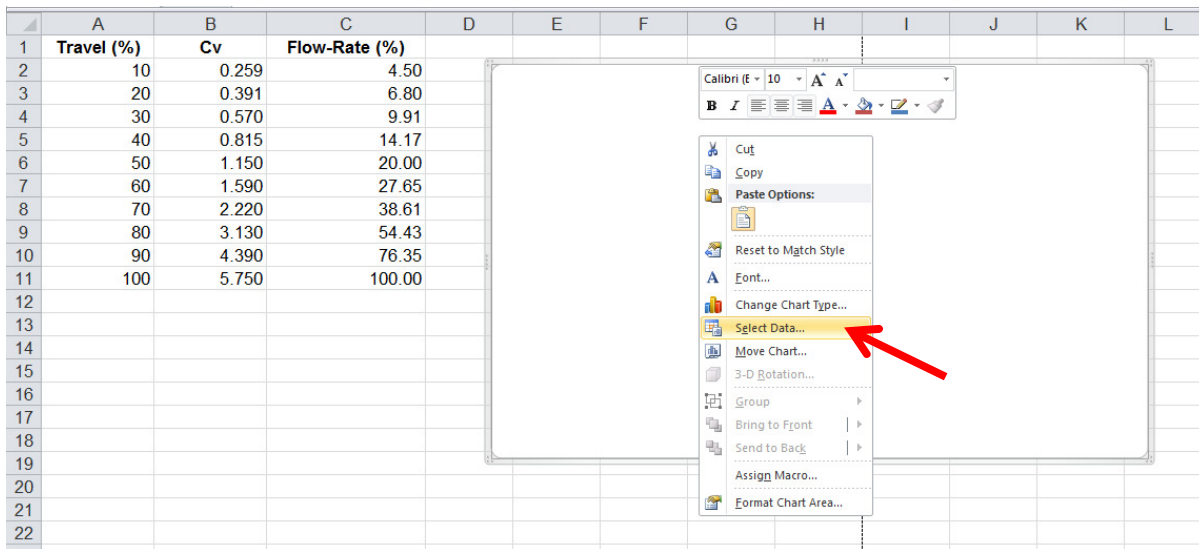 A B C D E F G H I J K L
1 Travel (%) Cv Flow-Rate (%)
2 10 0.259 4.50
3 20 0.391 6.80
4 30 0.570 9.91
5 40 0.815 14.17
6 50 1.150 20.00
7 60 1.590 27.65
8 70 2.220 38.61
9 80 3.130 54.43
10 90 4.390 76.35
11 100 5.750 100.00
12
13
14
15
16
17
18
19
20
21
22
Calibri (E 10 A A
B I A
Cut
Copy
Paste Options:
Reset to Match Style
A Font...
Change Chart Type...
Select Data...
Move Chart...
3-D Rotation...
Group
Bring to Front
Send to Back
Assign Macro...
Format Chart Area...